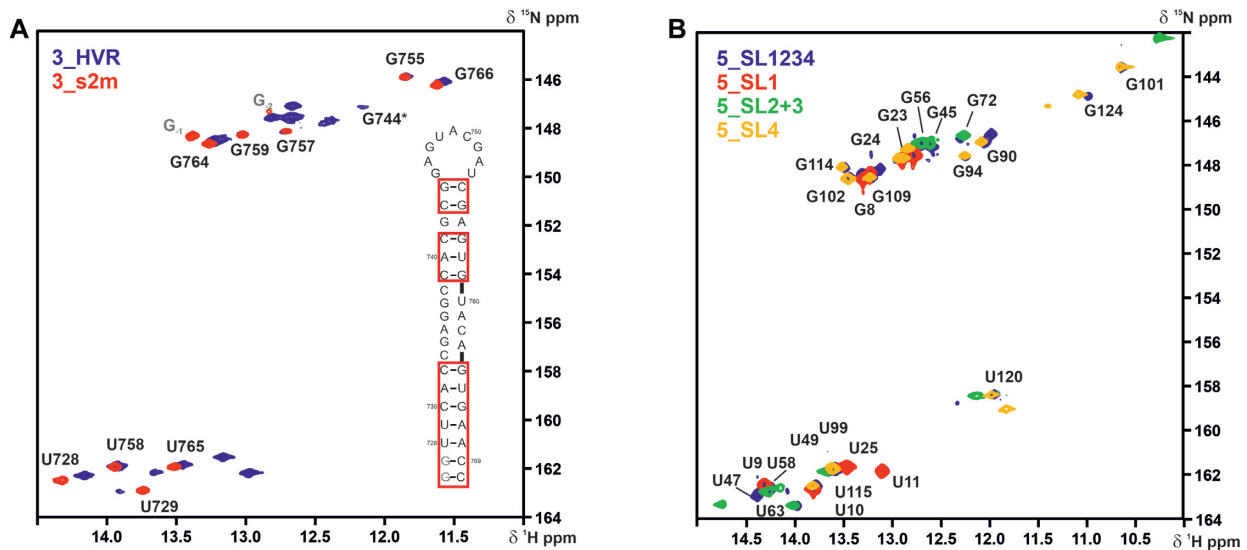 A
δ ¹⁵N ppm
3_HVR
3_s2m
G755
G766
G-2
G-1
G744*
G764
G759
G757
U728
U758
U765
U729
146
148
150
152
154
156
158
160
162
164
14.0
13.5
13.0
12.5
12.0
11.5
δ ¹H ppm
U A C 750
G G
A A
A U
G
G – C
C – G
G A
C – G
740 A – U
C – G
C U 760
G A
G C
A A
G
C
C – G
A – U
730 C – G
U – A
728 U – A
G – C 769
G – C
B
δ ¹⁵N ppm
5_SL1234
5_SL1
5_SL2+3
5_SL4
G101
G124
G56
G45
G72
G23
G24
G90
G94
G114
G102
G109
G8
U120
U99
U49
U25
U9
U58
U47
U11
U115
U63
U10
144
146
148
150
152
154
156
158
160
162
164
14.5
14.0
13.5
13.0
12.5
12.0
11.5
11.0
10.5
δ ¹H ppm